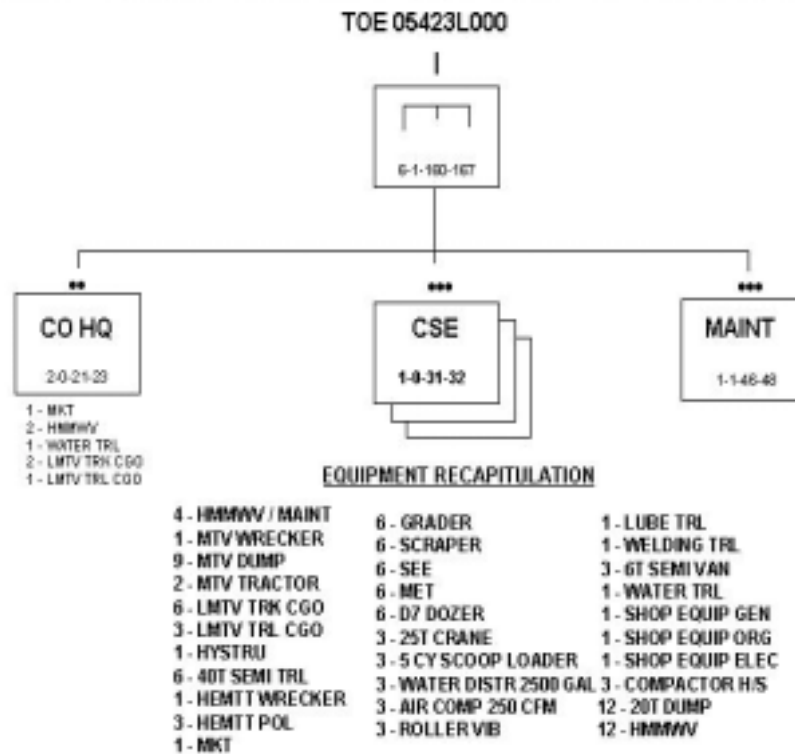 TOE 05423L000
6-1-160-167
CO HQ
2-0-21-23
CSE
1-0-31-32
MAINT
1-1-46-48
1 - MKT
2 - HMMWV
1 - WATER TRL
2 - LMTV TRK CGO
1 - LMTV TRL CGO
EQUIPMENT RECAPITULATION
4 - HMMWV / MAINT
1 - MTV WRECKER
9 - MTV DUMP
2 - MTV TRACTOR
6 - LMTV TRK CGO
3 - LMTV TRL CGO
1 - HYSTRU
6 - 40T SEMI TRL
1 - HEMTT WRECKER
3 - HEMTT POL
1 - MKT
6 - GRADER
6 - SCRAPER
6 - SEE
6 - MET
6 - D7 DOZER
3 - 25T CRANE
3 - 5 CY SCOOP LOADER
3 - WATER DISTR 2500 GAL
3 - AIR COMP 250 CFM
3 - ROLLER VIB
1 - LUBE TRL
1 - WELDING TRL
3 - 6T SEMI VAN
1 - WATER TRL
1 - SHOP EQUIP GEN
1 - SHOP EQUIP ORG
1 - SHOP EQUIP ELEC
3 - COMPACTOR H/S
12 - 20T DUMP
12 - HMMWV